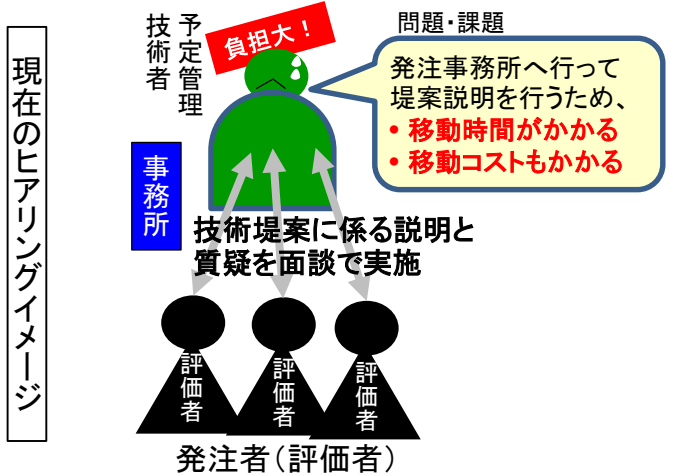 現在のヒアリングイメージ
予定管理
技術者
負担大！
問題・課題
発注事務所へ行って
堤案説明を行うため、
• 移動時間がかかる
• 移動コストもかかる
事務所
技術堤案に係る説明と
質疑を面談で実施
評価者
評価者
評価者
発注者（評価者）